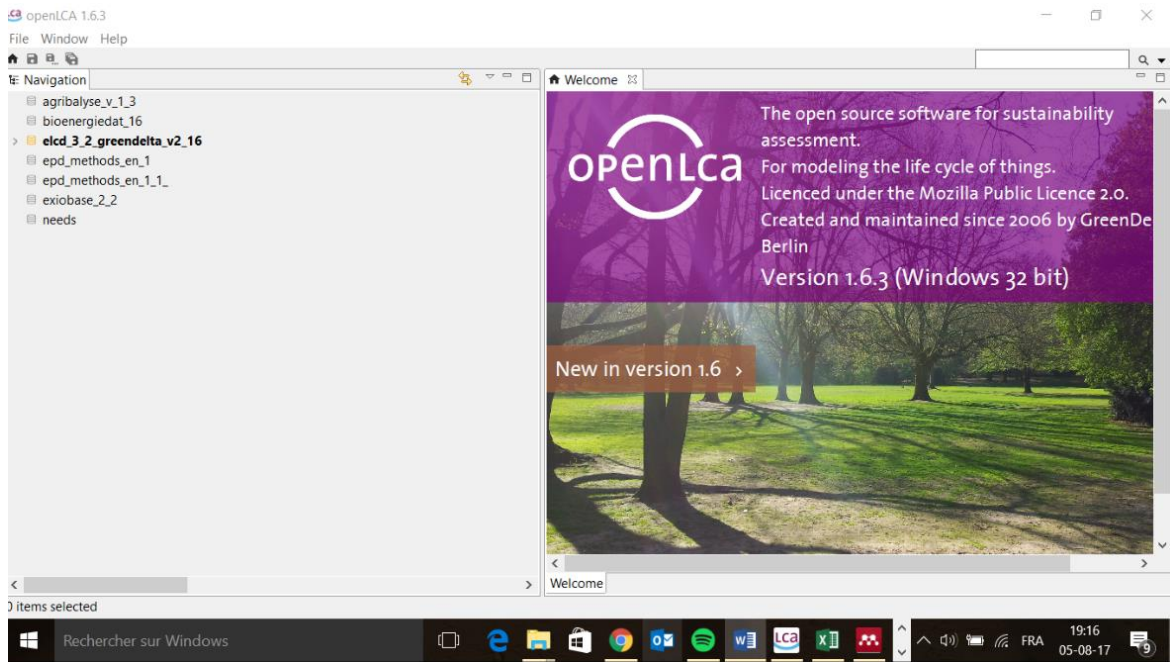 openLCA 1.6.3
File Window Help
Navigation
Welcome
agribalyse_v_1_3
bioenergiedat_16
elcd_3_2_greendelta_v2_16
epd_methods_en_1
epd_methods_en_1_1_
exiobase_2_2
needs
openLca
The open source software for sustainability
assessment.
For modeling the life cycle of things.
Licenced under the Mozilla Public Licence 2.0.
Created and maintained since 2006 by GreenDe
Berlin
Version 1.6.3 (Windows 32 bit)
New in version 1.6 >
Welcome
0 items selected
Rechercher sur Windows
LCA
FRA
19:16
05-08-17
9